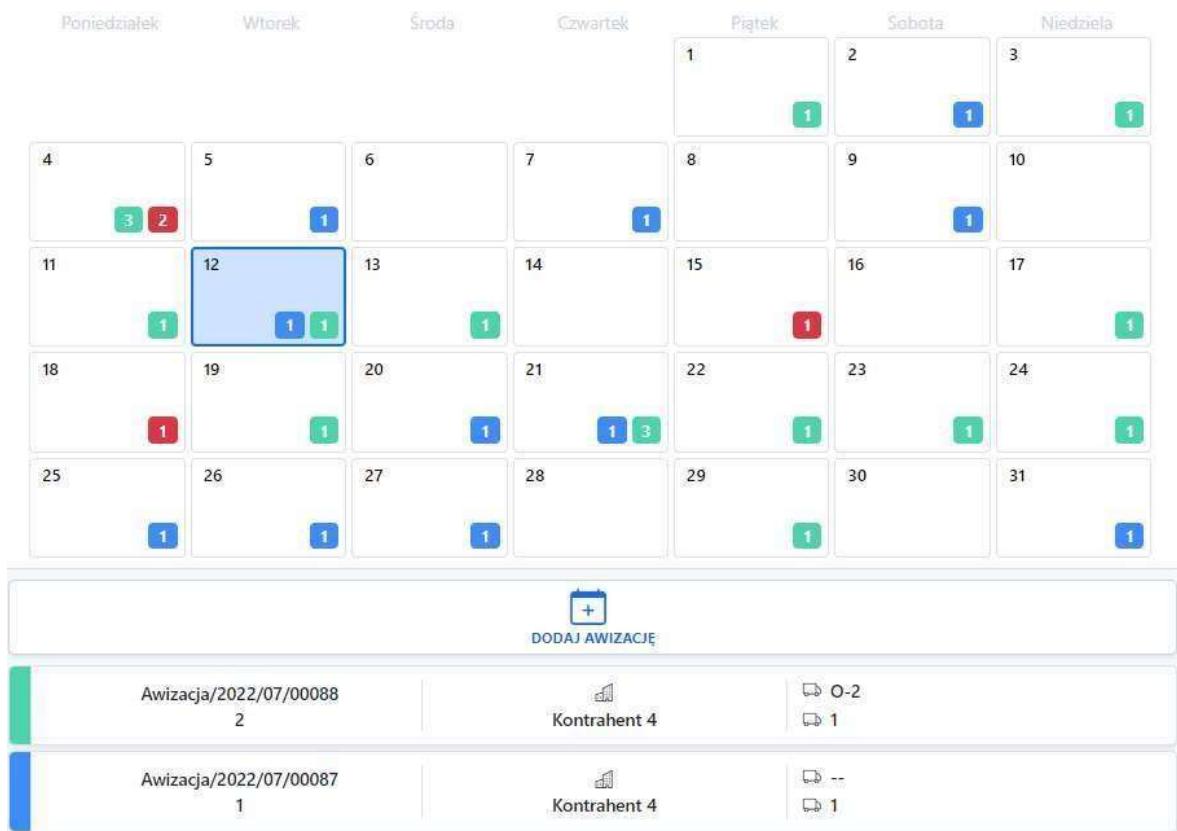 Poniedziałek Wtorek Środa Czwartek Piątek Sobota Niedziela
1 2 3
1 1 1
4 5 6 7 8 9 10
3 2 1 1 1
11 12 13 14 15 16 17
1 1 1 1 1 1
18 19 20 21 22 23 24
1 1 1 1 3 1 1 1
25 26 27 28 29 30 31
1 1 1 1 1
DODAJ AWIZACJĘ
Awizacja/2022/07/00088 O-2
2 Kontrahent 4 1
Awizacja/2022/07/00087 --
1 Kontrahent 4 1